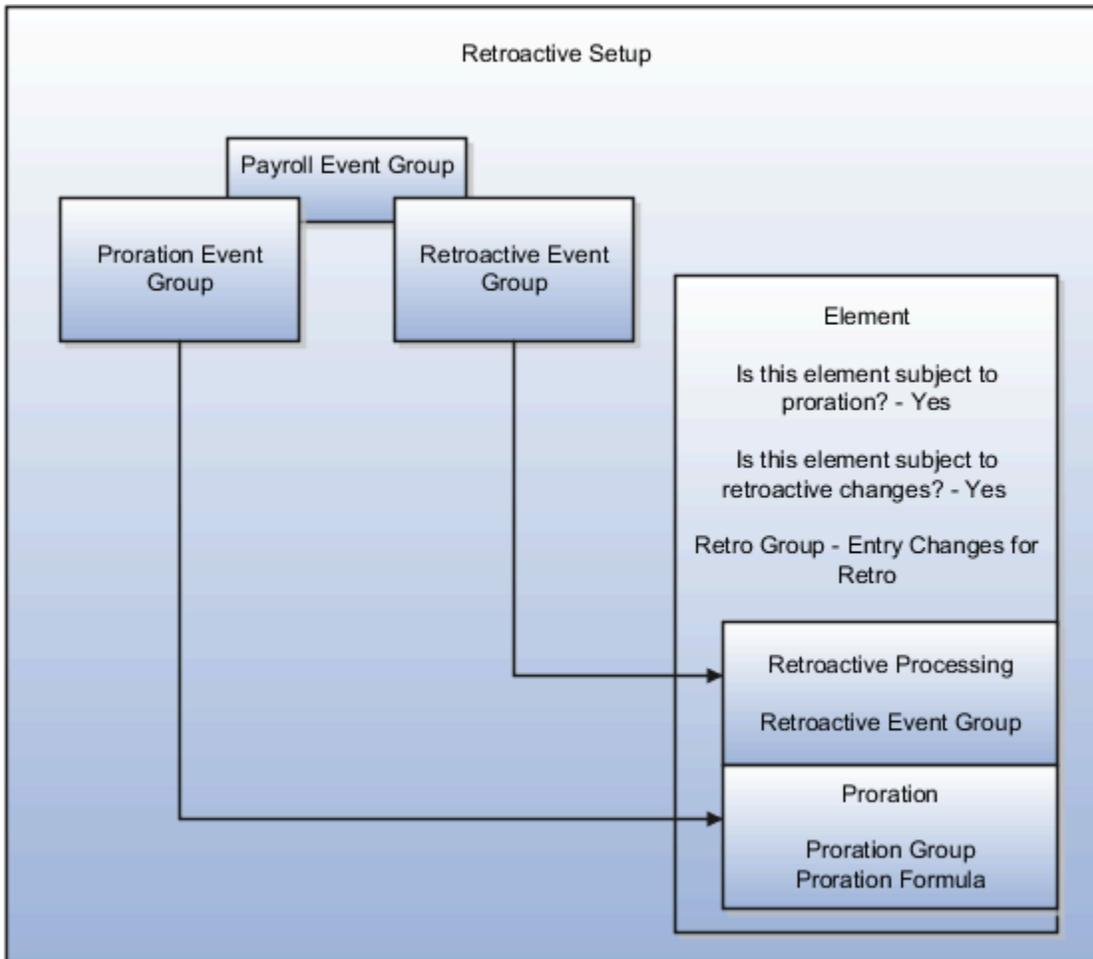 Retroactive Setup
Payroll Event Group
Proration Event
Group
Retroactive Event
Group
Element
Is this element subject to
proration? - Yes
Is this element subject to
retroactive changes? - Yes
Retro Group - Entry Changes for
Retro
Retroactive Processing
Retroactive Event Group
Proration
Proration Group
Proration Formula